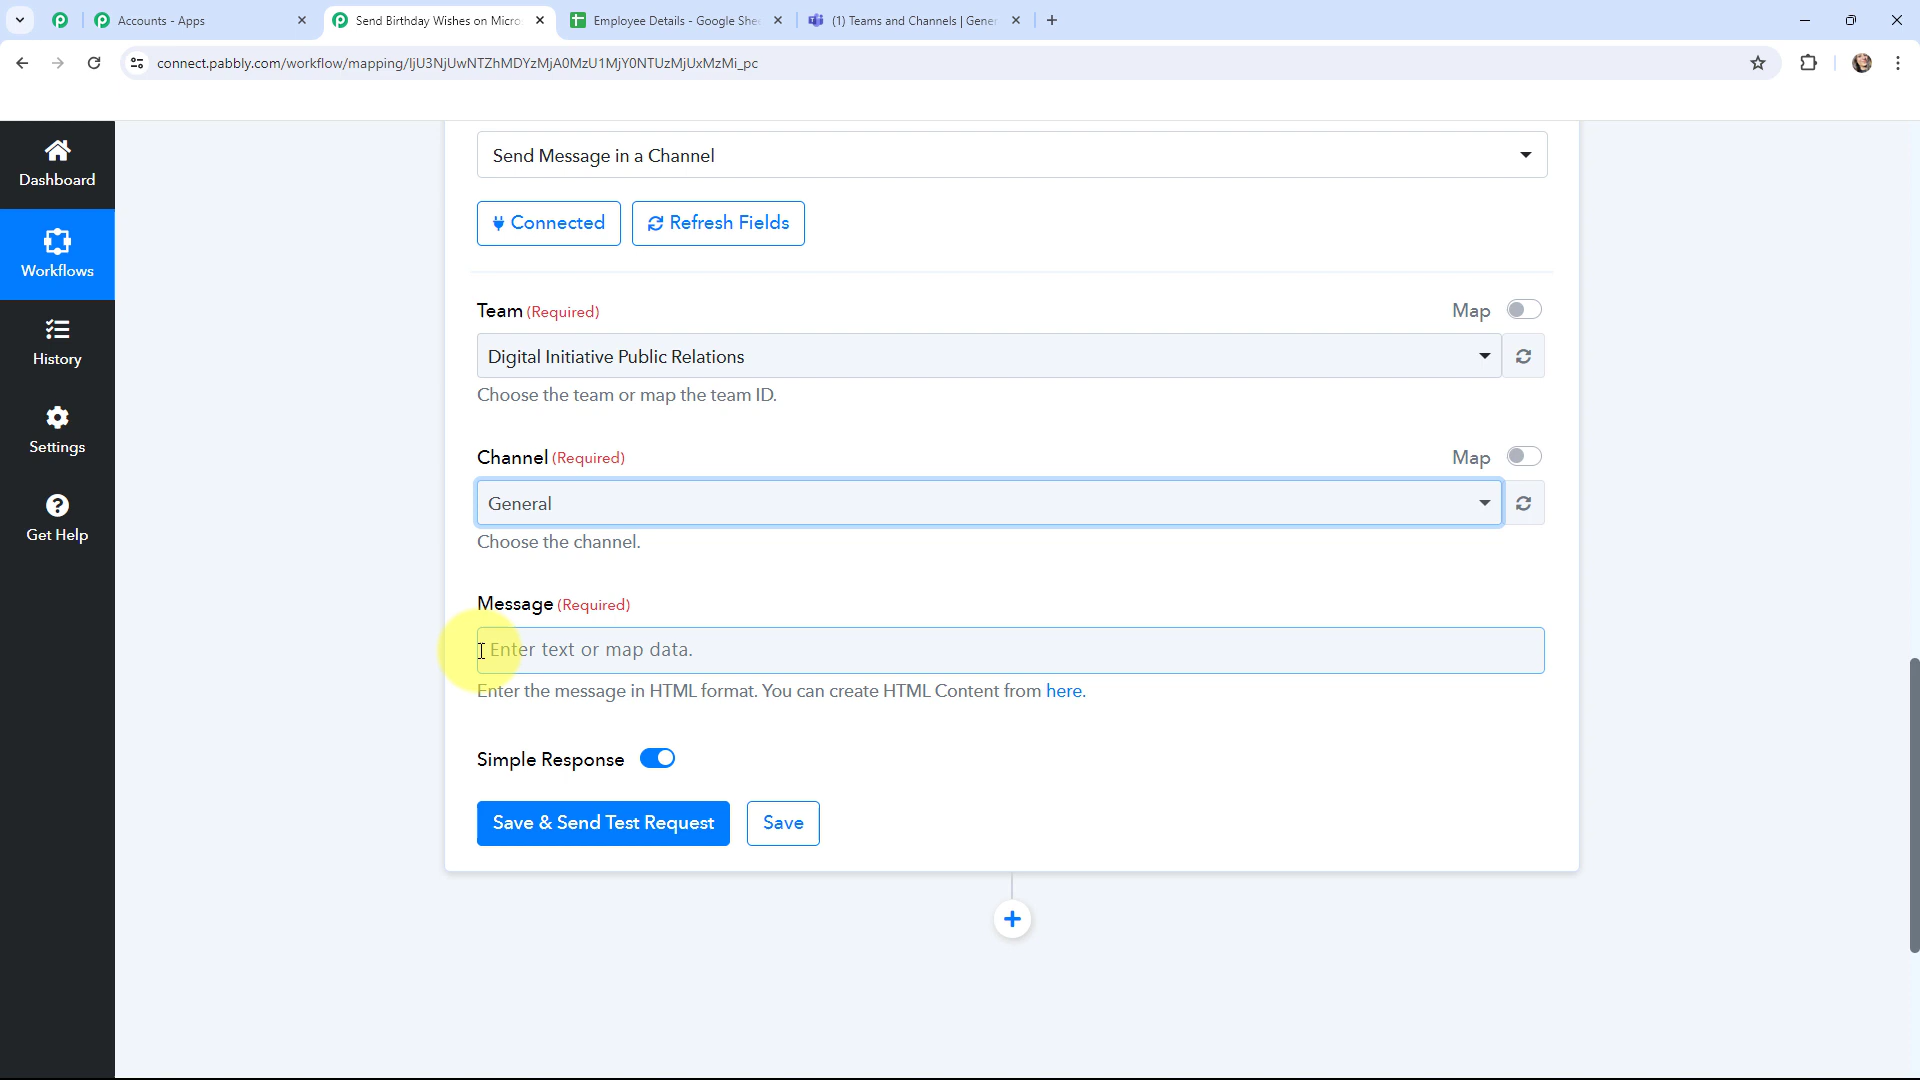 Accounts - Apps
Send Birthday Wishes on Micro
Employee Details - Google She
(1) Teams and Channels | Gener
connect.pabbly.com/workflow/mapping/IjU3NjUwNTZhMDYzMjA0MzU1MjY0NTUzMjUxMzMi_pc
Dashboard
Workflows
History
Settings
Get Help
Send Message in a Channel
Connected
Refresh Fields
Team (Required)
Map
Digital Initiative Public Relations
Choose the team or map the team ID.
Channel (Required)
Map
General
Choose the channel.
Message (Required)
Enter text or map data.
Enter the message in HTML format. You can create HTML Content from here.
Simple Response
Save & Send Test Request
Save